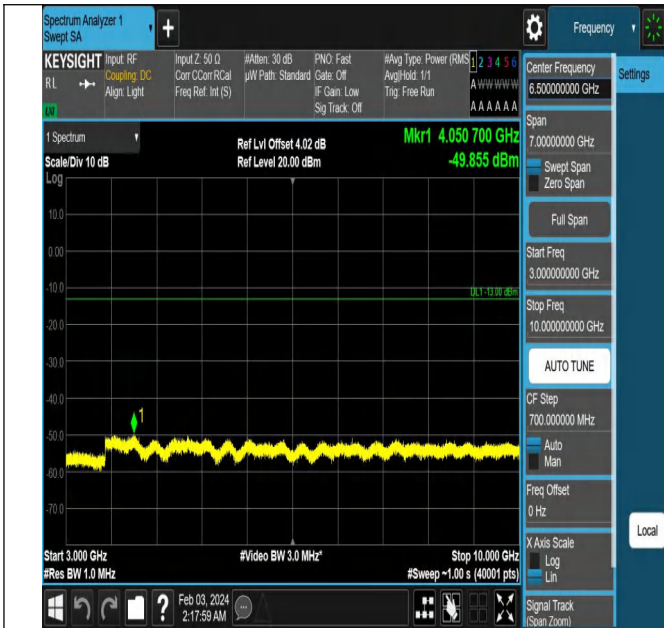 Spectrum Analyzer 1
Swept SA
Frequency
KEYSIGHT
RL
LXI
Input: RF
Coupling: DC
Align: Light
Input Z: 50 Ω
Corr CCorr RCal
Freq Ref: Int (S)
#Atten: 30 dB
µW Path: Standard
PNO: Fast
Gate: Off
IF Gain: Low
Sig Track: Off
#Avg Type: Power (RMS
Avg|Hold: 1/1
Trig: Free Run
1 2 3 4 5 6
A W W W W W
A A A A A A
Center Frequency
6.500000000 GHz
Settings
Span
7.00000000 GHz
Swept Span
Zero Span
Full Span
Start Freq
3.000000000 GHz
Stop Freq
10.000000000 GHz
AUTO TUNE
CF Step
700.000000 MHz
Auto
Man
Freq Offset
0 Hz
X Axis Scale
Log
Lin
Signal Track
(Span Zoom)
Local
1 Spectrum
Scale/Div 10 dB
Log
Ref Lvl Offset 4.02 dB
Ref Level 20.00 dBm
Mkr1 4.050 700 GHz
-49.855 dBm
10.0
0.00
-10.0
DL1 -13.00 dBm
-20.0
-30.0
-40.0
1
-50.0
-60.0
-70.0
Start 3.000 GHz
#Res BW 1.0 MHz
#Video BW 3.0 MHz*
Stop 10.000 GHz
#Sweep ~1.00 s (40001 pts)
?
Feb 03, 2024
2:17:59 AM